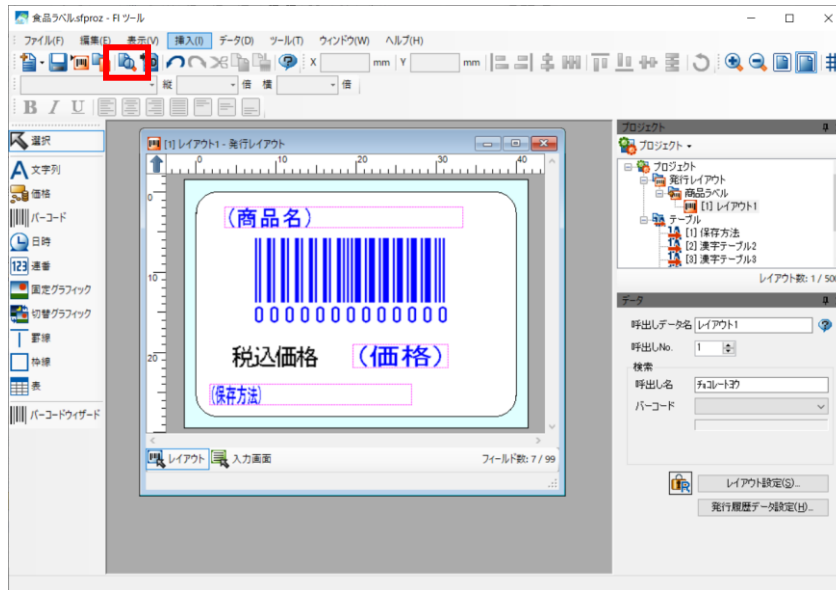 食品ラベル.sfproz - FI ツール
ファイル(F) 編集(E) 表示(V) 挿入(I) データ(D) ツール(T) ウィンドウ(W) ヘルプ(H)
X mm Y mm
縦 倍 横 倍
B I U
選択
文字列
価格
バーコード
日時
123 連番
固定グラフィック
切替グラフィック
罫線
枠線
表
バーコードウィザード
[1] レイアウト1 - 発行レイアウト
0 10 20 30 40
0
10
20
(商品名)
0000000000000
税込価格 (価格)
(保存方法)
レイアウト 入力画面 フィールド数: 7 / 99
プロジェクト
プロジェクト
プロジェクト
発行レイアウト
商品ラベル
[1] レイアウト1
テーブル
[1] 保存方法
[2] 漢字テーブル2
[3] 漢字テーブル3
レイアウト数: 1 / 500
データ
呼出しデータ名 レイアウト1
呼出しNo. 1
検索
呼出し名 ﾁｮｺﾚｰﾄﾖｳ
バーコード
レイアウト設定(S)...
発行履歴データ設定(H)...